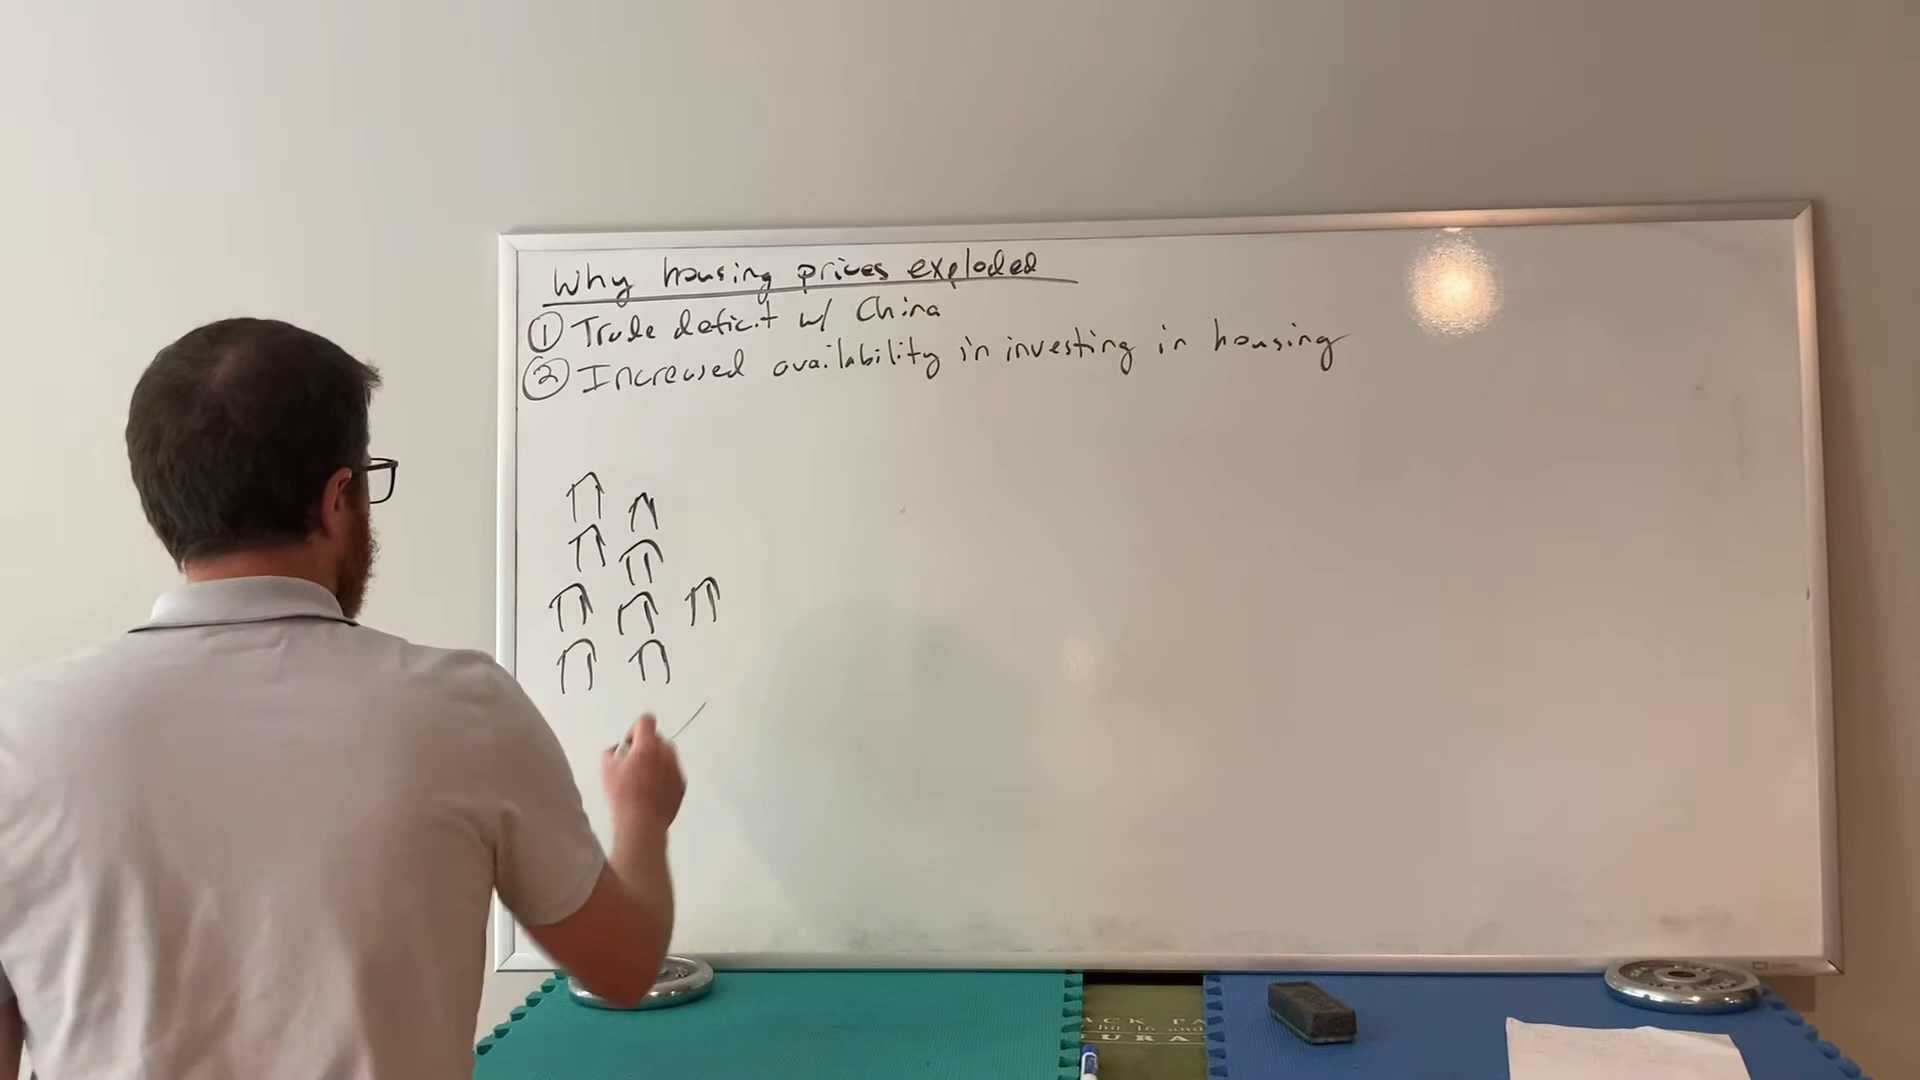 Why housing prices exploded
① Trade deficit w/ China
② Increased availability in investing in housing